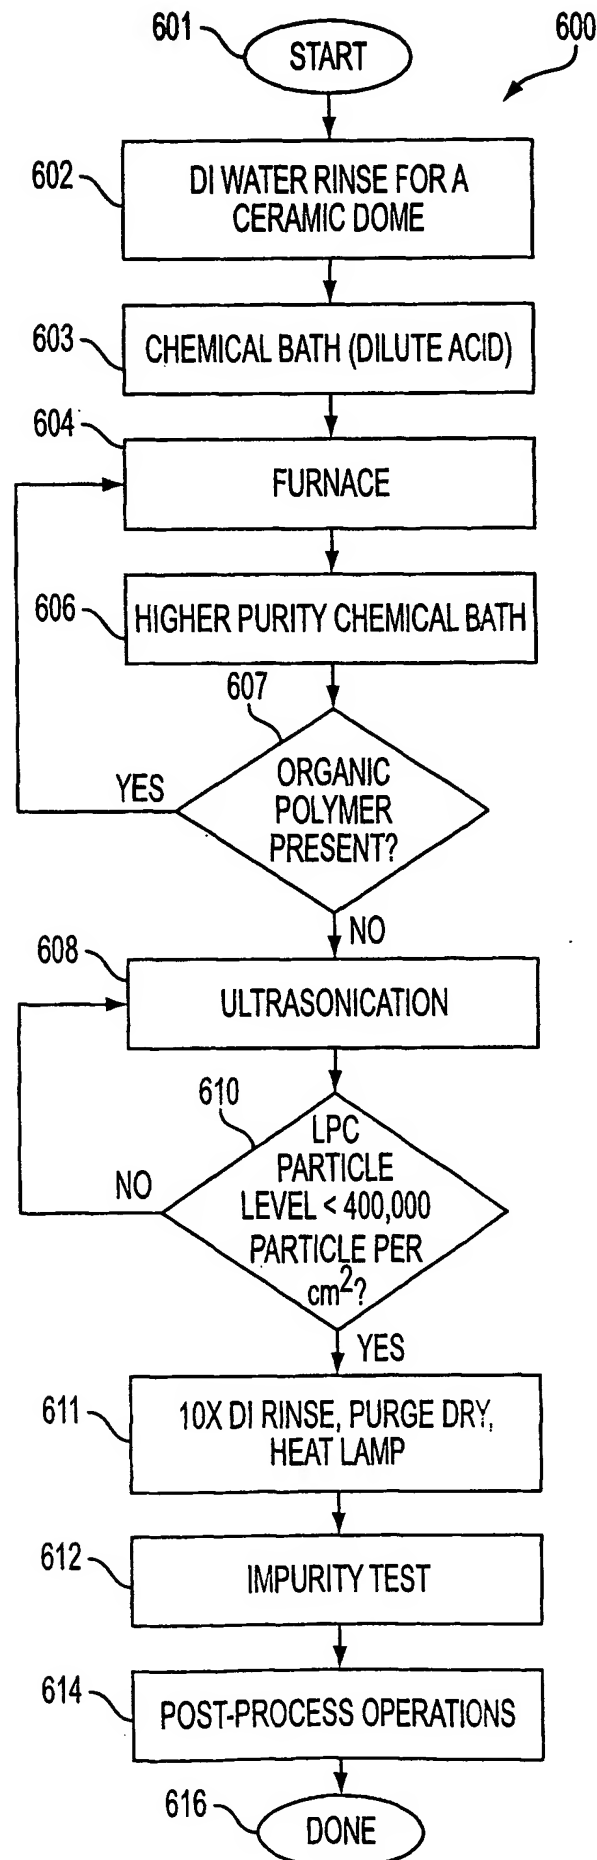 601
START
600
602
DI WATER RINSE FOR A
CERAMIC DOME
603
CHEMICAL BATH (DILUTE ACID)
604
FURNACE
606
HIGHER PURITY CHEMICAL BATH
607
ORGANIC
POLYMER
PRESENT?
YES
NO
608
ULTRASONICATION
610
LPC
PARTICLE
LEVEL < 400,000
PARTICLE PER
cm²?
NO
YES
611
10X DI RINSE, PURGE DRY,
HEAT LAMP
612
IMPURITY TEST
614
POST-PROCESS OPERATIONS
616
DONE